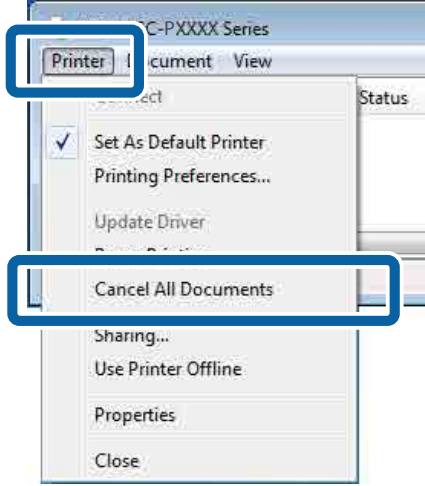 C-PXXXX Series
Printer Document View
Connect
Status
Set As Default Printer
Printing Preferences...
Update Driver
Cancel All Documents
Sharing...
Use Printer Offline
Properties
Close